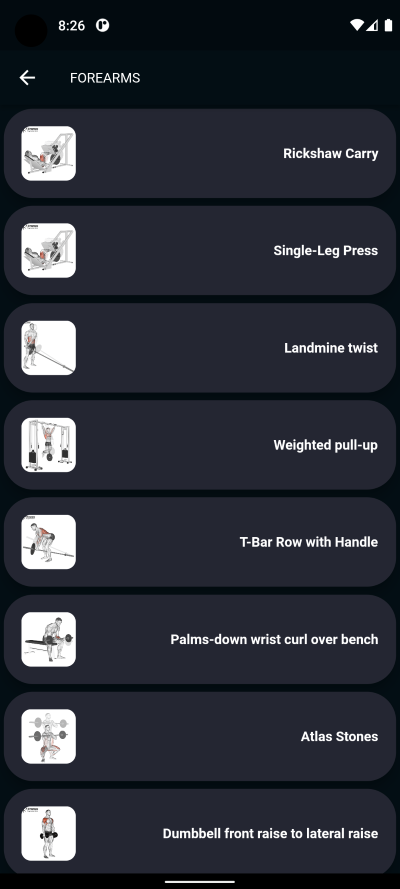 8:26
FOREARMS
Rickshaw Carry
Single-Leg Press
Landmine twist
Weighted pull-up
T-Bar Row with Handle
Palms-down wrist curl over bench
Atlas Stones
Dumbbell front raise to lateral raise